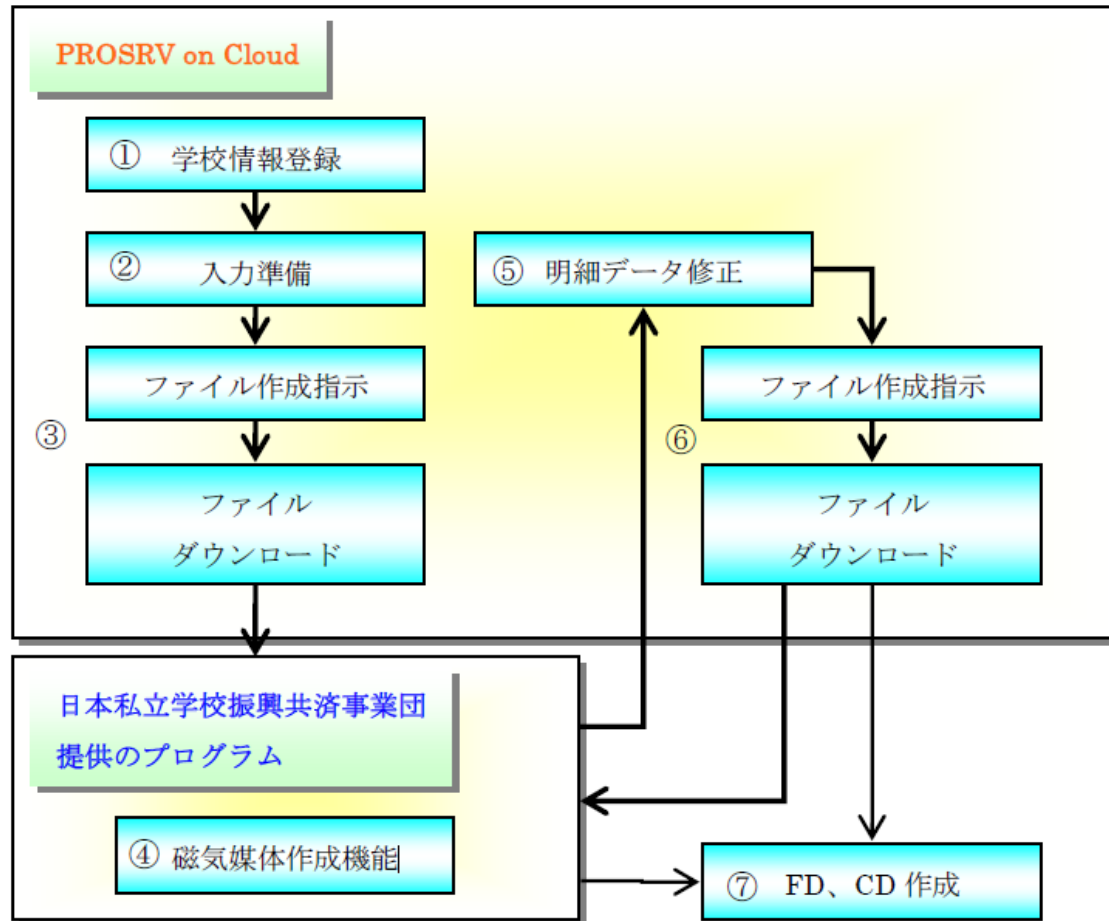 PROSRV on Cloud
① 学校情報登録
② 入力準備
ファイル作成指示
③
ファイル
ダウンロード
⑤ 明細データ修正
ファイル作成指示
⑥
ファイル
ダウンロード
日本私立学校振興共済事業団
提供のプログラム
④ 磁気媒体作成機能
⑦ FD、CD 作成